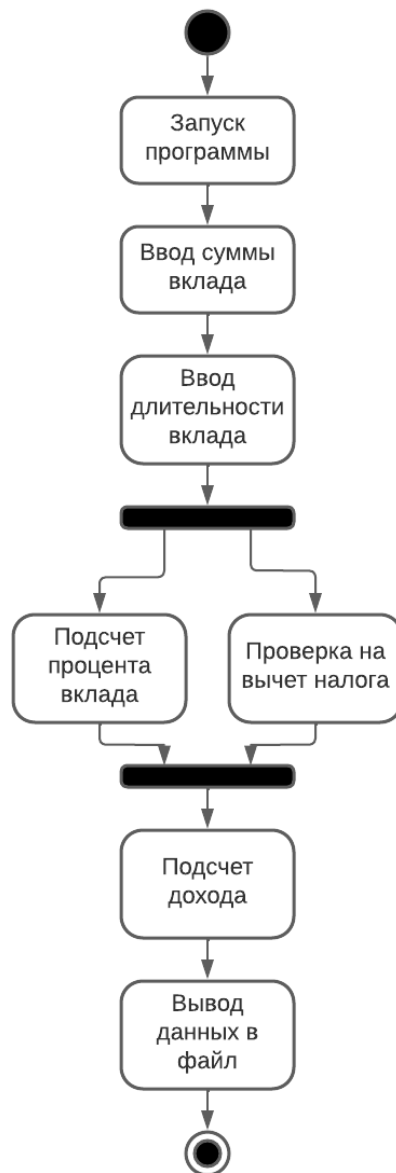 Запуск
программы
Ввод суммы
вклада
Ввод
длительности
вклада
Подсчет
процента
вклада
Проверка на
вычет налога
Подсчет
дохода
Вывод
данных в
файл